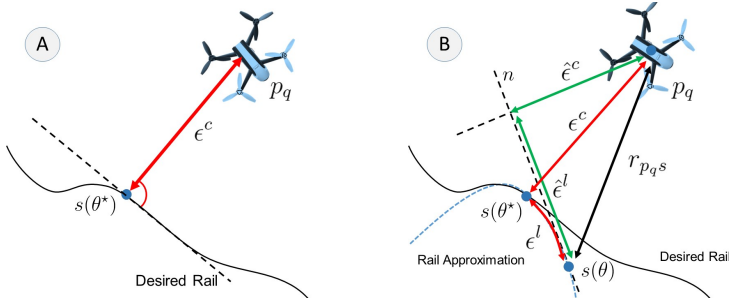 A
p_q
ϵ^c
s(θ*)
Desired Rail
B
n
ϵ̂^c
p_q
ϵ^c
r_{p_q s}
ϵ̂^l
s(θ*)
ϵ^l
Rail Approximation
s(θ)
Desired Rail